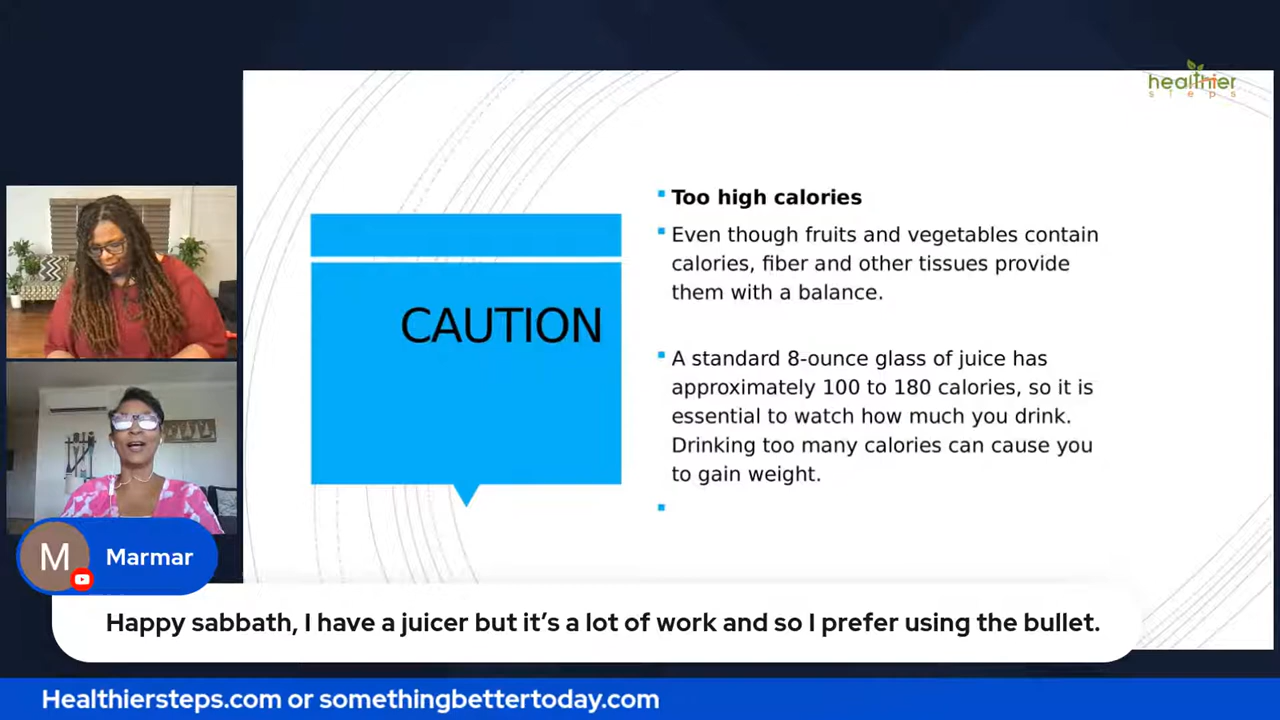 healthier
steps
Too high calories
Even though fruits and vegetables contain
calories, fiber and other tissues provide
them with a balance.
CAUTION
A standard 8-ounce glass of juice has
approximately 100 to 180 calories, so it is
essential to watch how much you drink.
Drinking too many calories can cause you
to gain weight.
M
Marmar
Happy sabbath, I have a juicer but it’s a lot of work and so I prefer using the bullet.
Healthiersteps.com or somethingbettertoday.com